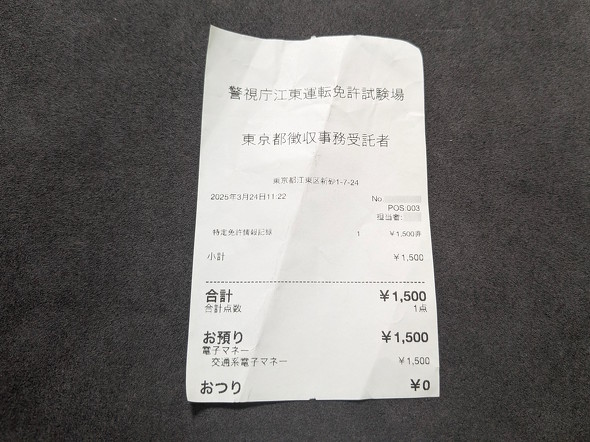 警視庁江東運転免許試験場
東京都徴収事務受託者
東京都江東区新砂1-7-24
2025年3月24日11:22 No
POS:003
担当者:
特定免許情報記録 1 ¥1,500非
小計 ¥1,500
合計 ¥1,500
合計点数 1点
お預り ¥1,500
電子マネー
交通系電子マネー ¥1,500
おつり ¥0